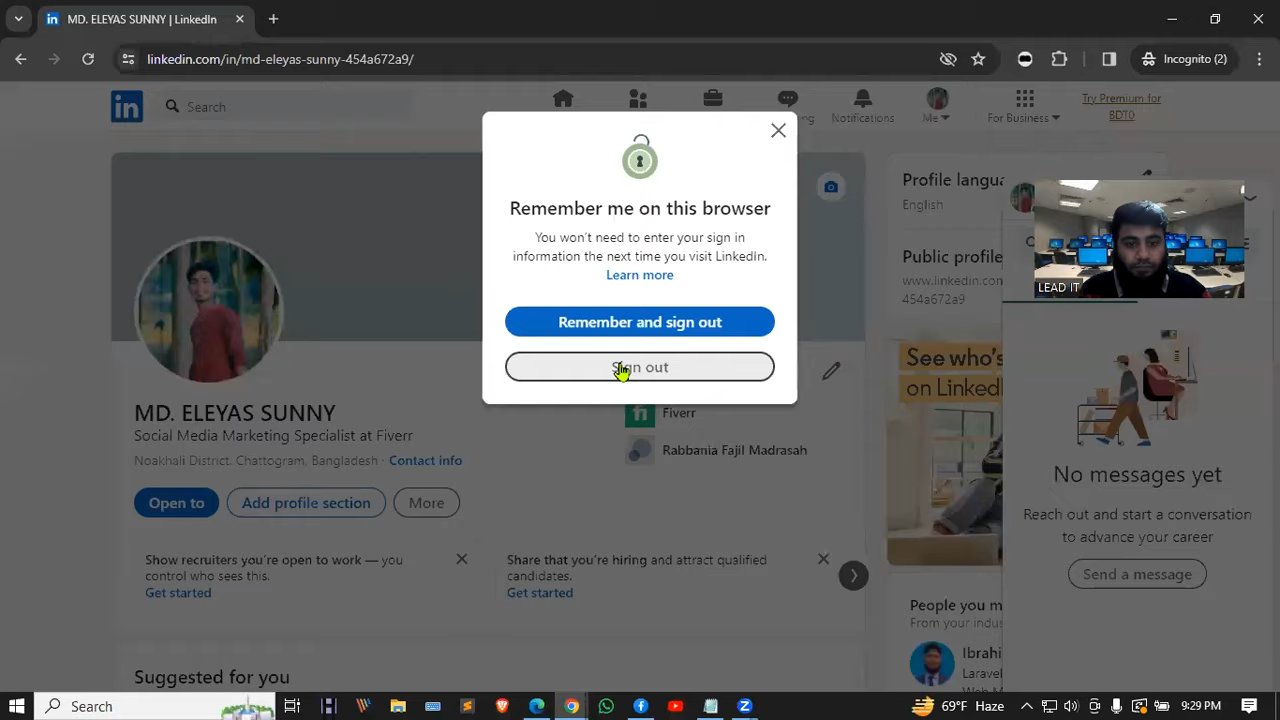 MD. ELEYAS SUNNY | LinkedIn
linkedin.com/in/md-eleyas-sunny-454a672a9/
Incognito (2)
in
Search
Notifications
Me
For Business
Try Premium for
BDT0
Remember me on this browser
You won't need to enter your sign in
information the next time you visit LinkedIn.
Learn more
Remember and sign out
Sign out
Profile
English
Public profile
www.linkedin
454a672a9
LEAD IT
MD. ELEYAS SUNNY
Social Media Marketing Specialist at Fiverr
Noakhali District, Chattogram, Bangladesh · Contact info
Open to
Add profile section
More
fi
Fiverr
Rabbania Fajil Madrasah
Show recruiters you're open to work — you
control who sees this.
Get started
Share that you're hiring and attract qualified
candidates.
Get started
Suggested for you
See who's
on LinkedI
People you m
From your
Ibrahi
Laravel
No messages yet
Reach out and start a conversation
to advance your career
Send a message
Search
69°F Haze
3:29 PM